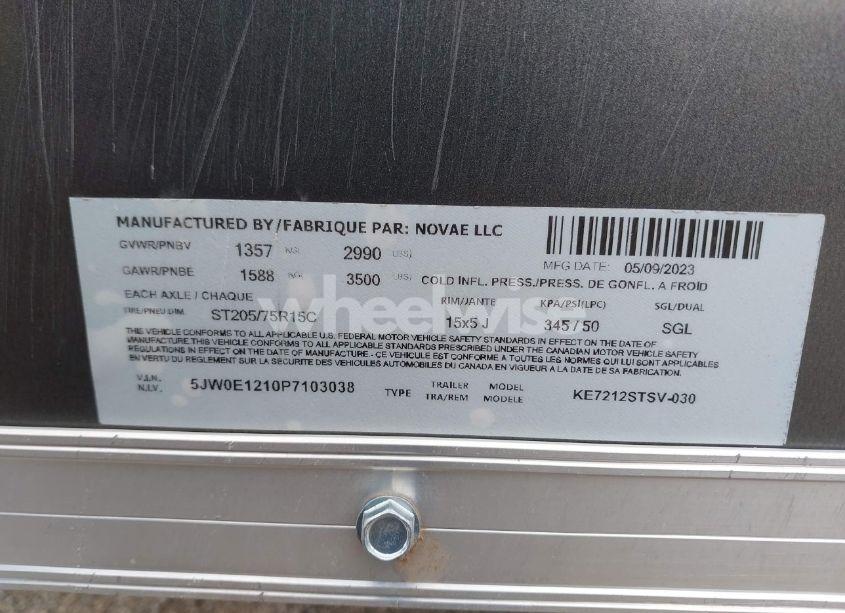 MANUFACTURED BY/FABRIQUE PAR: NOVAE LLC
GVWR/PNBV 1357 KG/ 2990 LBS/
MFG DATE: 05/09/2023
GAWR/PNBE 1588 KG/ 3500 LBS/ COLD INFL. PRESS./PRESS. DE GONFL. A FROID
EACH AXLE / CHAQUE RIM/JANTE KPA/PSI(LPC) SGL/DUAL
TIRE/PNEU DIM. ST205/75R15C 15x5 J 345/50 SGL
THIS VEHICLE CONFORMS TO ALL APPLICABLE U.S. FEDERAL MOTOR VEHICLE SAFETY STANDARDS IN EFFECT ON THE DATE OF
MANUFACTURE.THIS VEHICLE CONFORMS TO ALL APPLICABLE STANDARDS PRESCRIBED UNDER THE CANADIAN MOTOR VEHICLE SAFETY
REGULATIONS IN EFFECT ON THE DATE OF MANUFACTURE.- CE VEHICULE EST CONFORME A TOUTES LES NORMES QUI LUI SONT APPLICABLES
EN VERTU DU REGLEMENT SUR LA SECURITE DES VEHICULES AUTOMOBILES DU CANADA EN VIGUEUR A LA DATE DE SA FABRICATION.
V.I.N. N.I.V. 5JW0E1210P7103038 TYPE TRAILER TRA/REM MODEL MODELE KE7212STSV-030
wheelwise